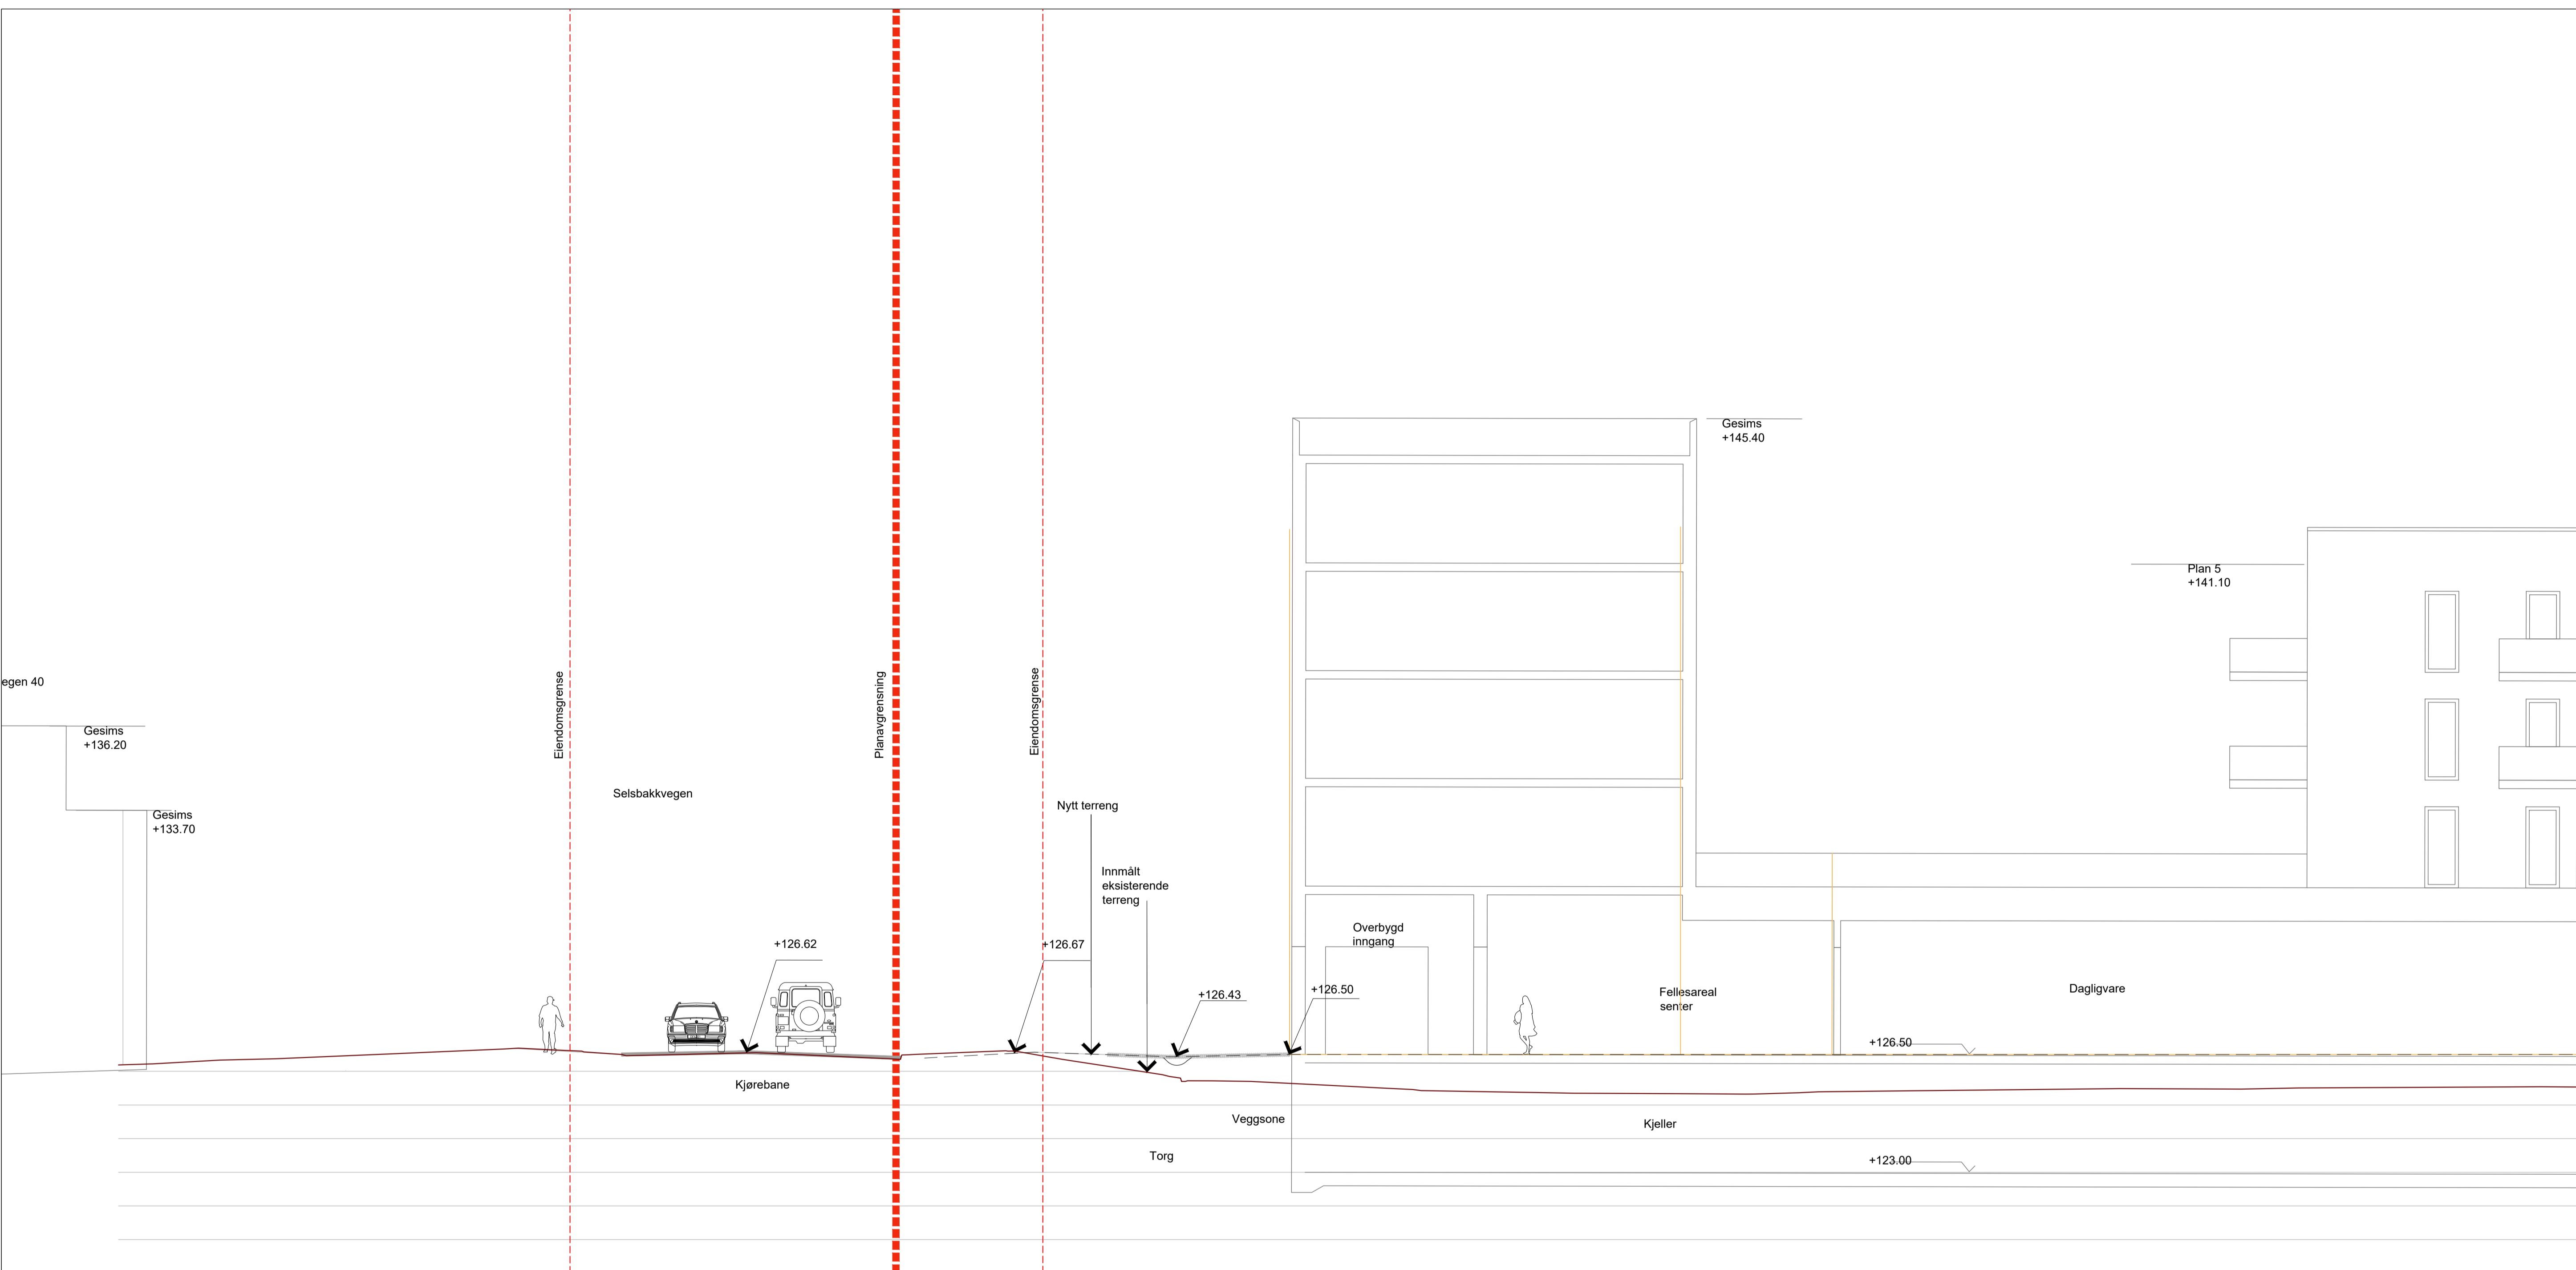 Gesims
+145.40
Plan 5
+141.10
egen 40
Gesims
+136.20
Gesims
+133.70
Eiendomsgrense
Planavgrensning
Eiendomsgrense
Selsbakkvegen
Nytt terreng
Innmålt
eksisterende
terreng
+126.62
+126.67
+126.43
+126.50
Overbygd
inngang
Fellesareal
senter
Dagligvare
+126.50
Kjørebane
Veggsone
Kjeller
Torg
+123.00